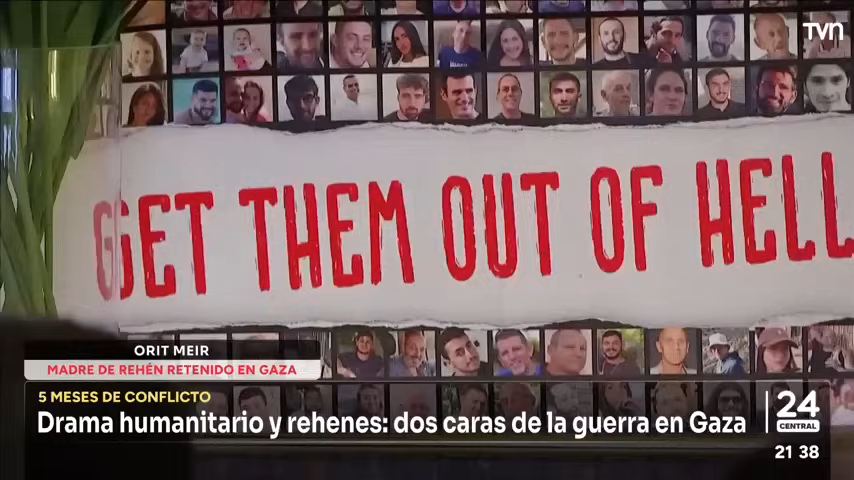 TVN
GET THEM OUT OF HELL
ORIT MEIR
MADRE DE REHÉN RETENIDO EN GAZA
5 MESES DE CONFLICTO
Drama humanitario y rehenes: dos caras de la guerra en Gaza
24
CENTRAL
21 38